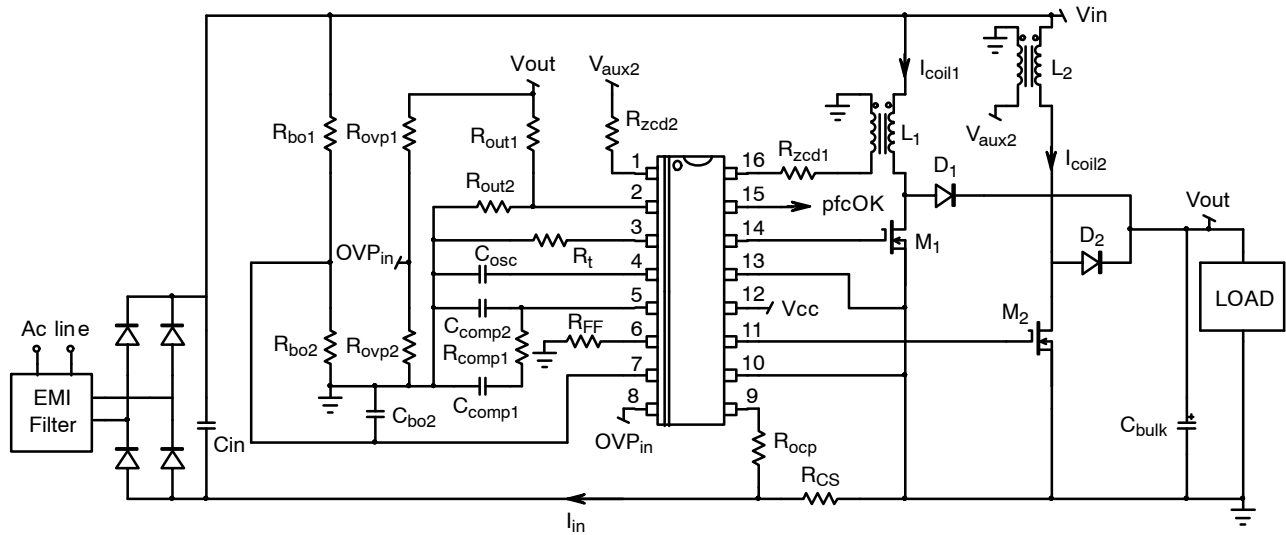 Vin
Vout
Vaux2
Icoil1
L2
Rbo1
Rovp1
Rout1
Rzcd2
L1
Vaux2
Rzcd1
1
16
D1
Icoil2
Rout2
2
15
pfcOK
Vout
3
14
M1
OVPin
Rt
D2
Cosc
4
13
LOAD
5
12
Vcc
M2
Ac line
Ccomp2
RFF
Rbo2
Rovp2
Rcomp1
6
11
EMI
Filter
7
10
Ccomp1
Cbo2
8
9
Cin
OVPin
Rocp
Cbulk
RCS
Iin